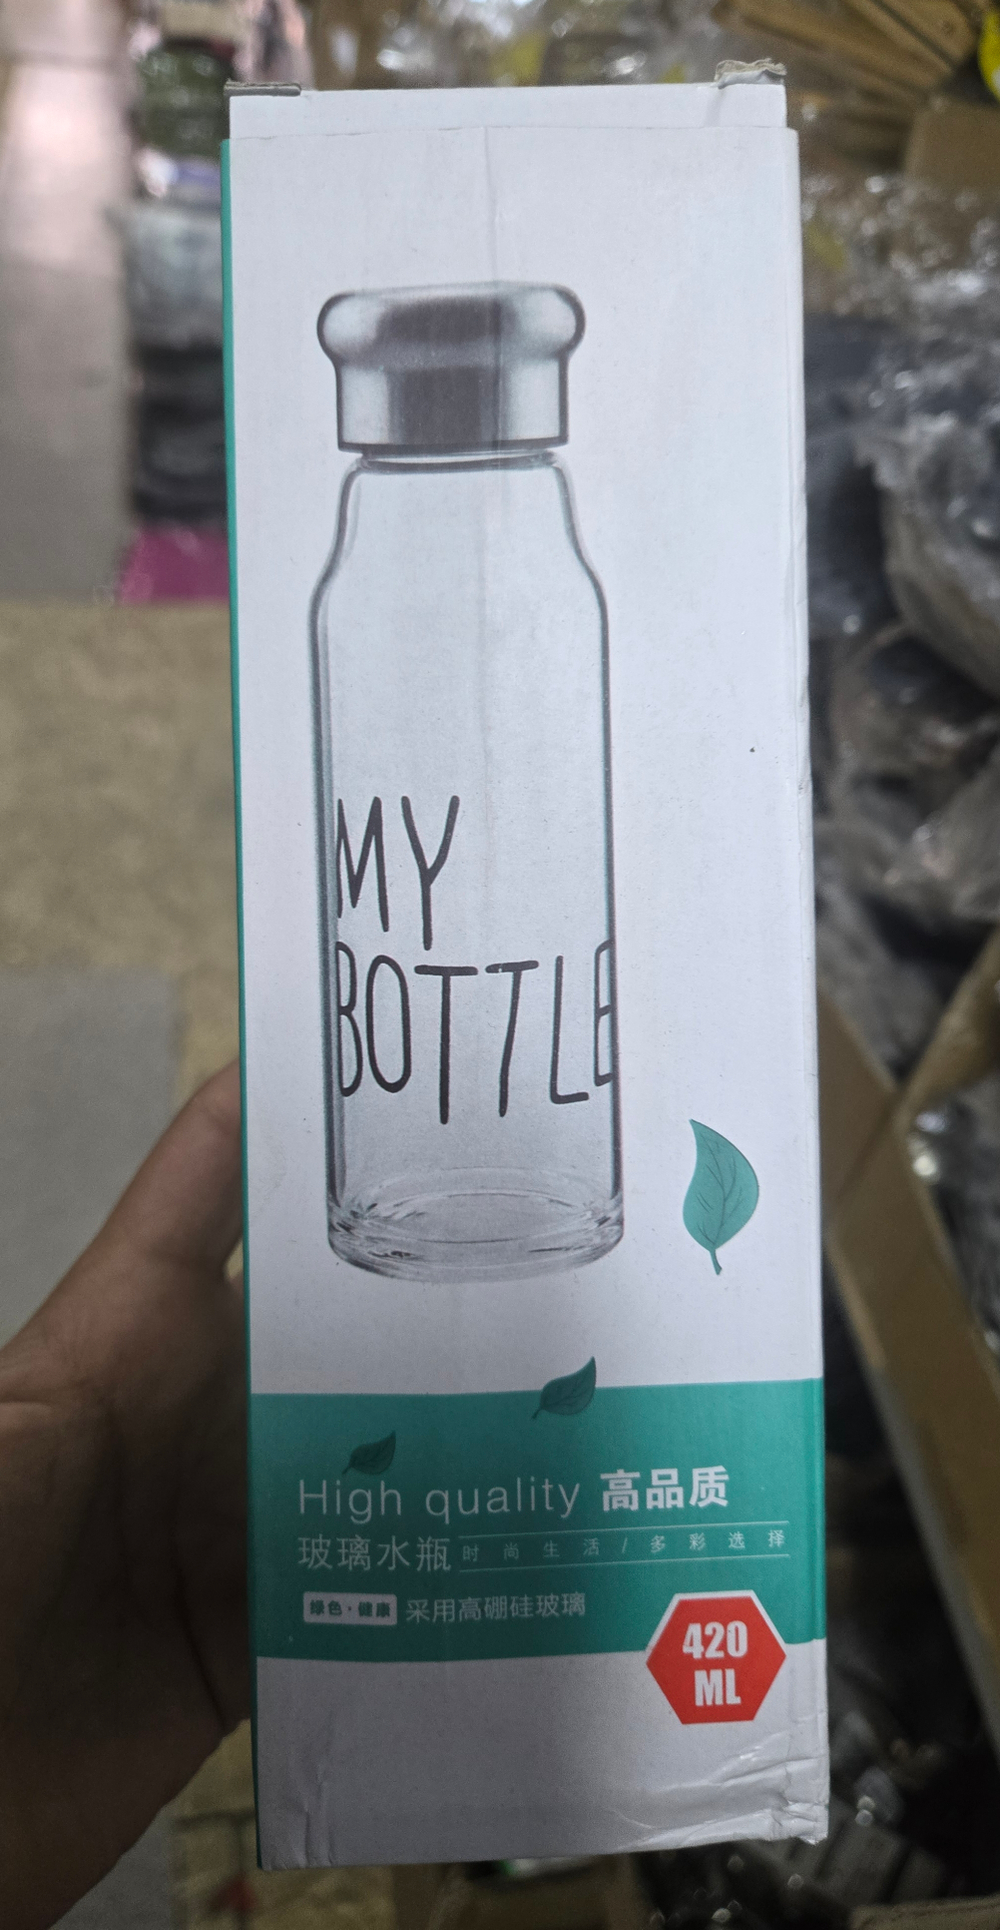 MY
BOTTLE
High quality 高品质
玻璃水瓶 时尚生活/多彩选择
绿色·健康 采用高硼硅玻璃
420
ML